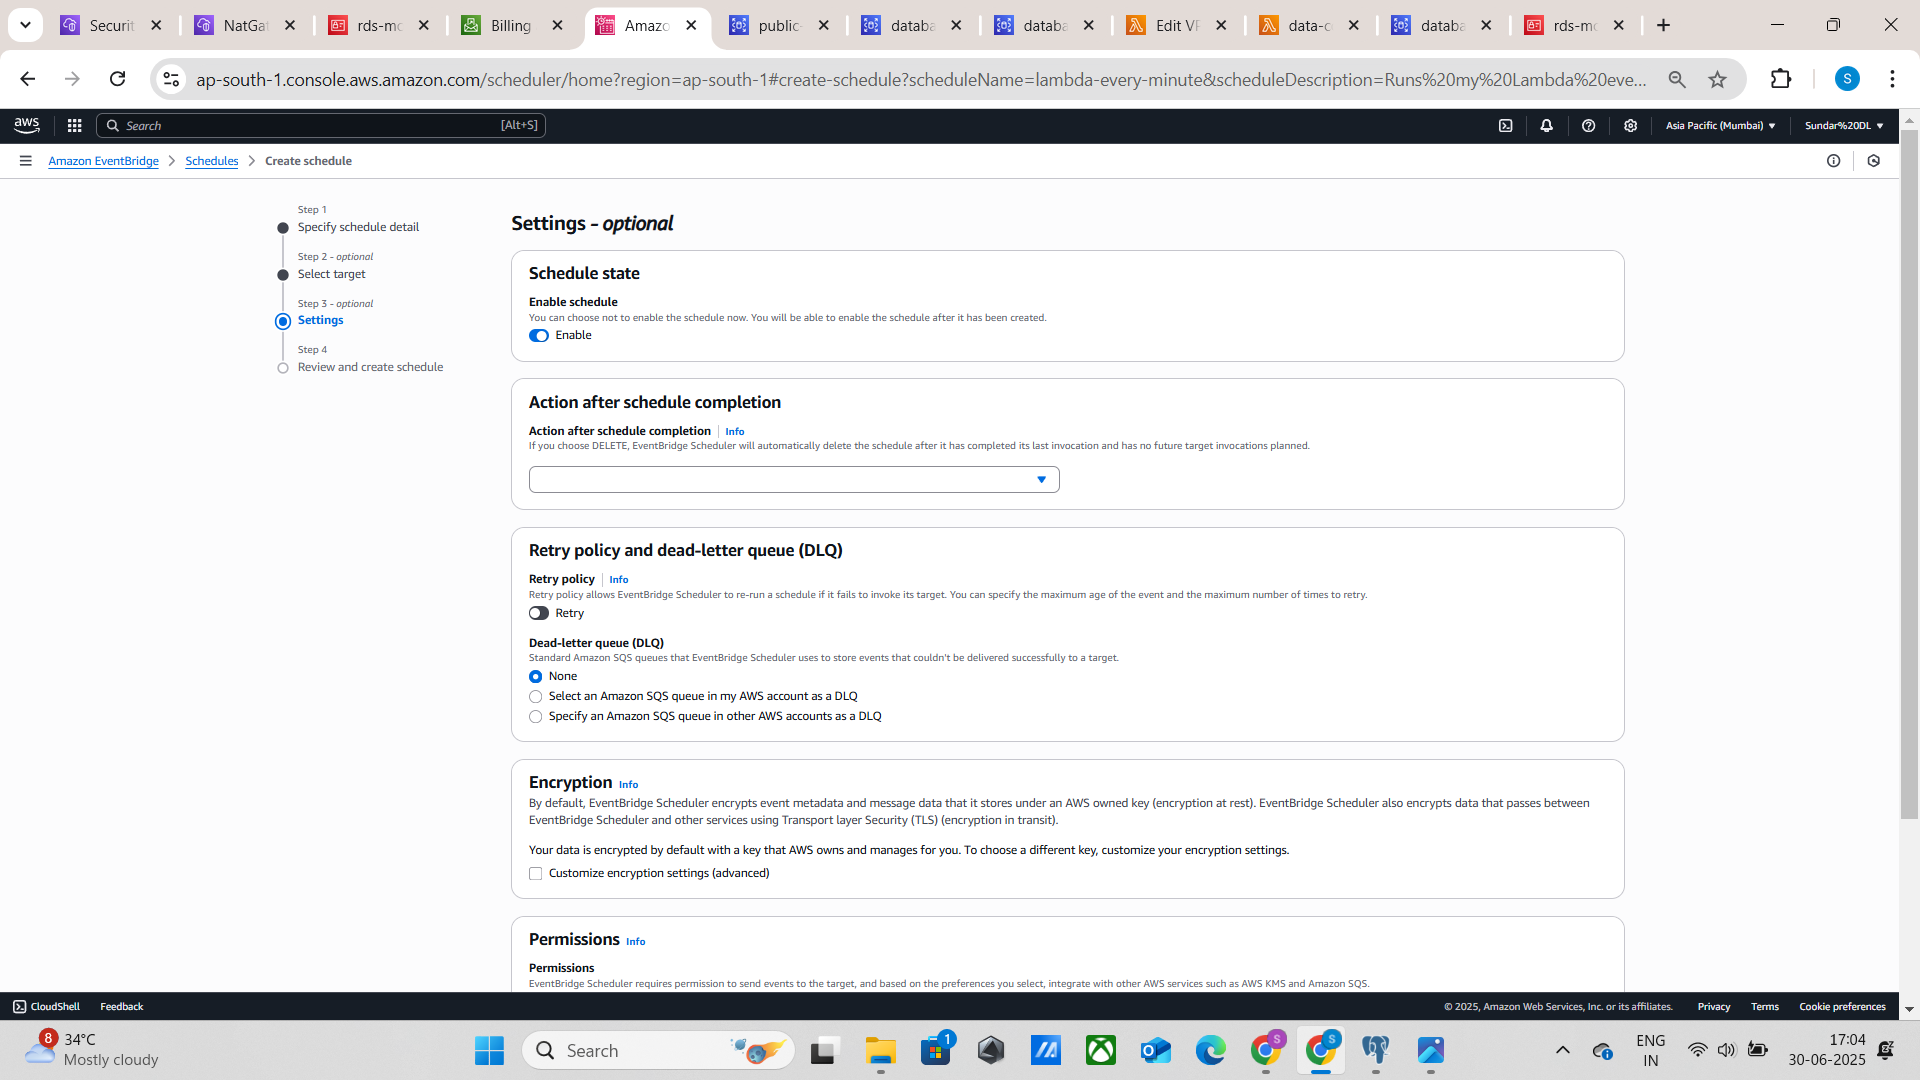 Securit
NatGat
rds-mo
Billing
Amazo
public-
databa
databa
Edit VP
data-c
databa
rds-mo
ap-south-1.console.aws.amazon.com/scheduler/home?region=ap-south-1#create-schedule?scheduleName=lambda-every-minute&scheduleDescription=Runs%20my%20Lambda%20eve...
S
aws
Search
[Alt+S]
Asia Pacific (Mumbai)
Sundar%20DL
Amazon EventBridge
Schedules
Create schedule
Step 1
Specify schedule detail
Step 2 - optional
Select target
Step 3 - optional
Settings
Step 4
Review and create schedule
Settings - optional
Schedule state
Enable schedule
You can choose not to enable the schedule now. You will be able to enable the schedule after it has been created.
Enable
Action after schedule completion
Action after schedule completion
Info
If you choose DELETE, EventBridge Scheduler will automatically delete the schedule after it has completed its last invocation and has no future target invocations planned.
Retry policy and dead-letter queue (DLQ)
Retry policy
Info
Retry policy allows EventBridge Scheduler to re-run a schedule if it fails to invoke its target. You can specify the maximum age of the event and the maximum number of times to retry.
Retry
Dead-letter queue (DLQ)
Standard Amazon SQS queues that EventBridge Scheduler uses to store events that couldn't be delivered successfully to a target.
None
Select an Amazon SQS queue in my AWS account as a DLQ
Specify an Amazon SQS queue in other AWS accounts as a DLQ
Encryption Info
By default, EventBridge Scheduler encrypts event metadata and message data that it stores under an AWS owned key (encryption at rest). EventBridge Scheduler also encrypts data that passes between
EventBridge Scheduler and other services using Transport layer Security (TLS) (encryption in transit).
Your data is encrypted by default with a key that AWS owns and manages for you. To choose a different key, customize your encryption settings.
Customize encryption settings (advanced)
Permissions Info
Permissions
EventBridge Scheduler requires permission to send events to the target, and based on the preferences you select, integrate with other AWS services such as AWS KMS and Amazon SQS.
CloudShell
Feedback
© 2025, Amazon Web Services, Inc. or its affiliates.
Privacy
Terms
Cookie preferences
8
34°C
Mostly cloudy
Search
1
S
S
ENG
IN
17:04
30-06-2025